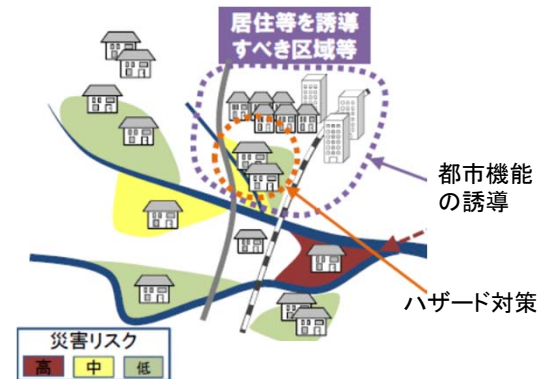 居住等を誘導
すべき区域等
都市機能
の誘導
ハザード対策
災害リスク
高 中 低